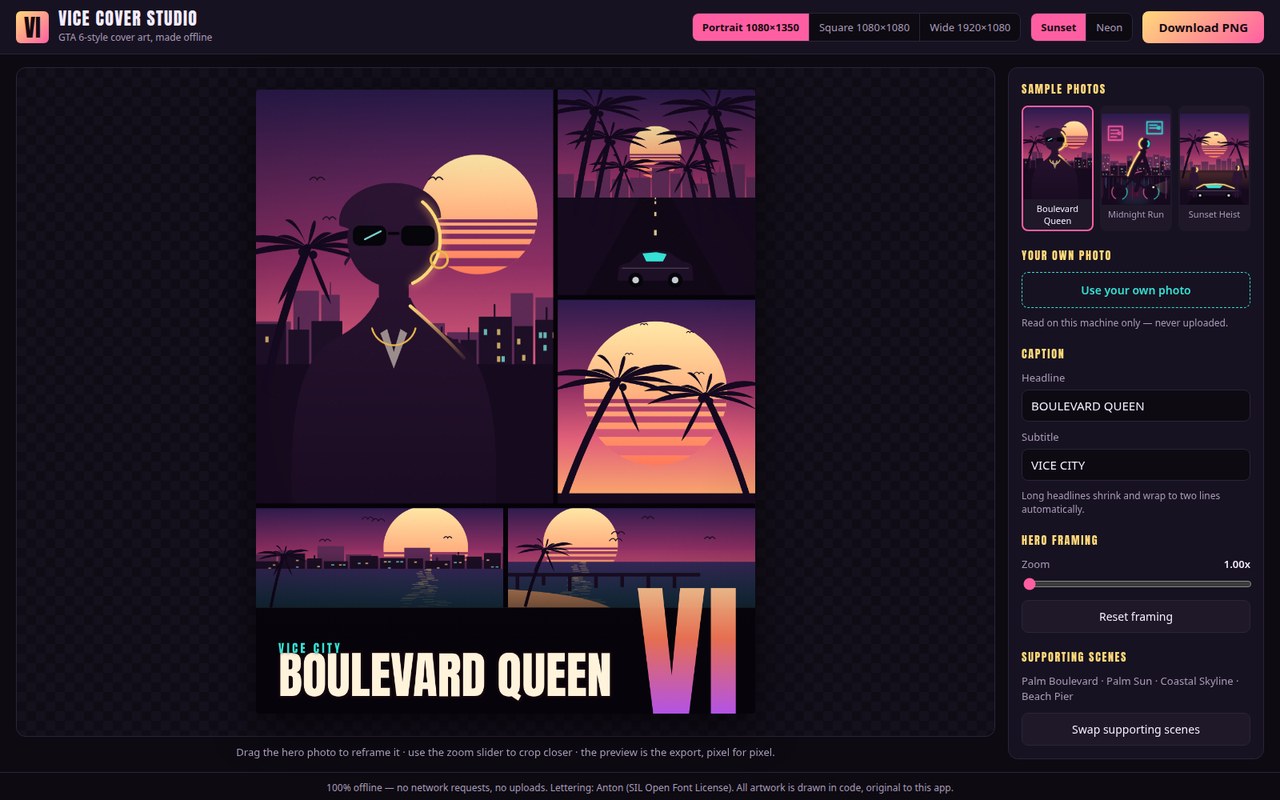 VI
VICE COVER STUDIO
GTA 6-style cover art, made offline
Portrait 1080×1350
Square 1080×1080
Wide 1920×1080
Sunset
Neon
Download PNG
VICE CITY
BOULEVARD QUEEN
VI
Drag the hero photo to reframe it · use the zoom slider to crop closer · the preview is the export, pixel for pixel.
SAMPLE PHOTOS
Boulevard
Queen
Midnight Run
Sunset Heist
YOUR OWN PHOTO
Use your own photo
Read on this machine only — never uploaded.
CAPTION
Headline
BOULEVARD QUEEN
Subtitle
VICE CITY
Long headlines shrink and wrap to two lines
automatically.
HERO FRAMING
Zoom
1.00x
Reset framing
SUPPORTING SCENES
Palm Boulevard · Palm Sun · Coastal Skyline ·
Beach Pier
Swap supporting scenes
100% offline — no network requests, no uploads. Lettering: Anton (SIL Open Font License). All artwork is drawn in code, original to this app.